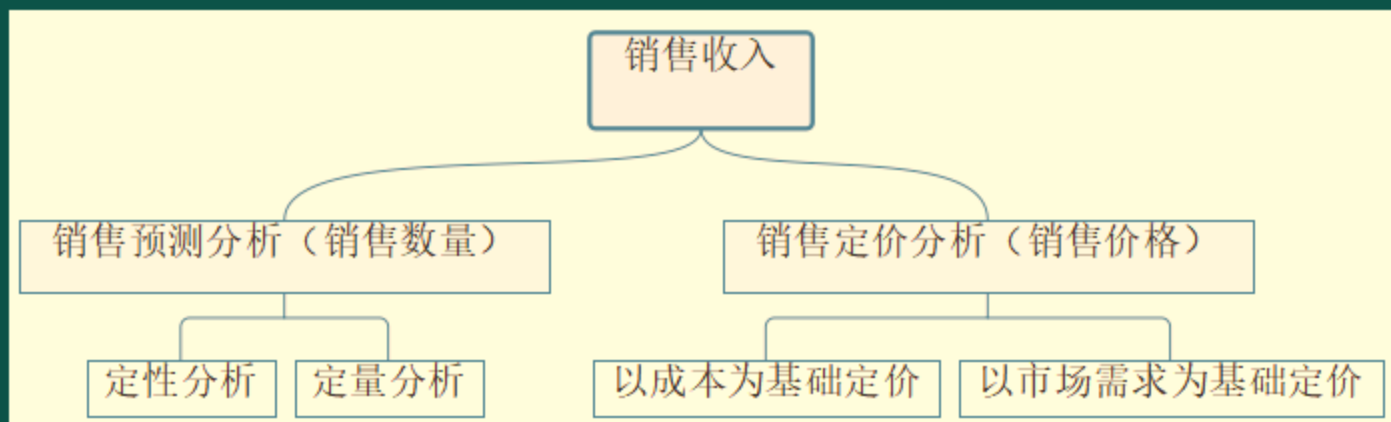 销售收入
销售预测分析（销售数量）
销售定价分析（销售价格）
定性分析
定量分析
以成本为基础定价
以市场需求为基础定价